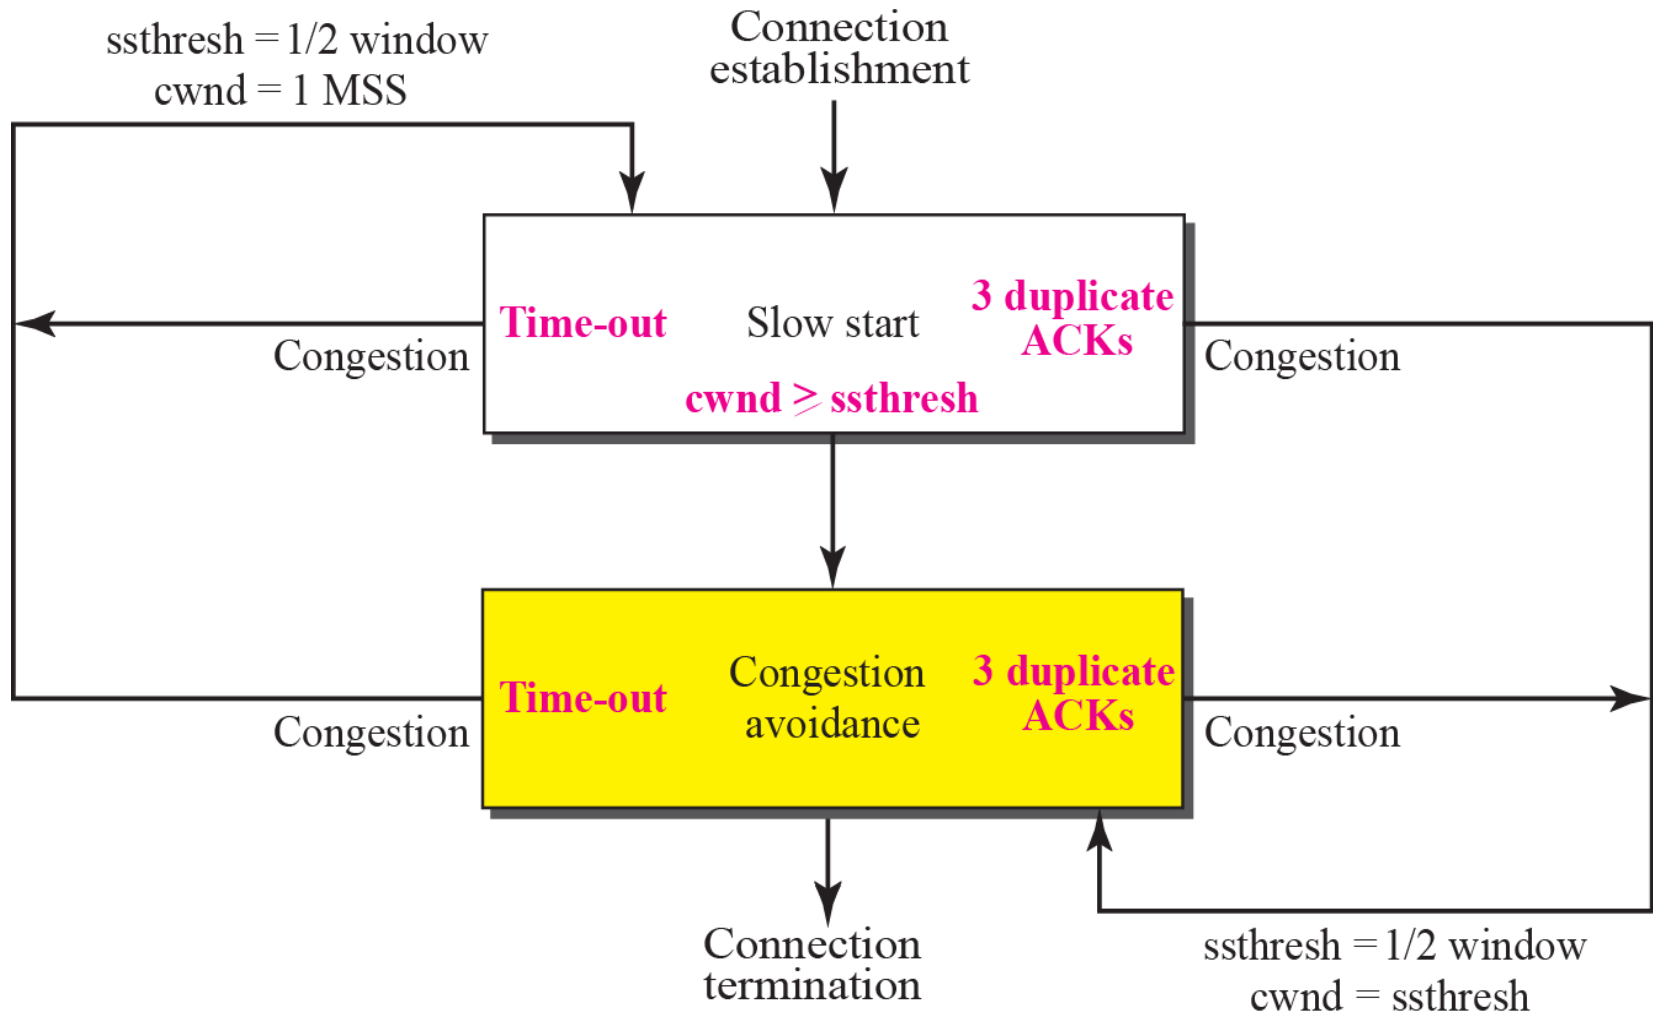 ssthresh = 1/2 window
cwnd = 1 MSS
Connection
establishment
Time-out
Slow start
3 duplicate
ACKs
Congestion
Congestion
cwnd ≥ ssthresh
Time-out
Congestion
avoidance
3 duplicate
ACKs
Congestion
Congestion
Connection
termination
ssthresh = 1/2 window
cwnd = ssthresh